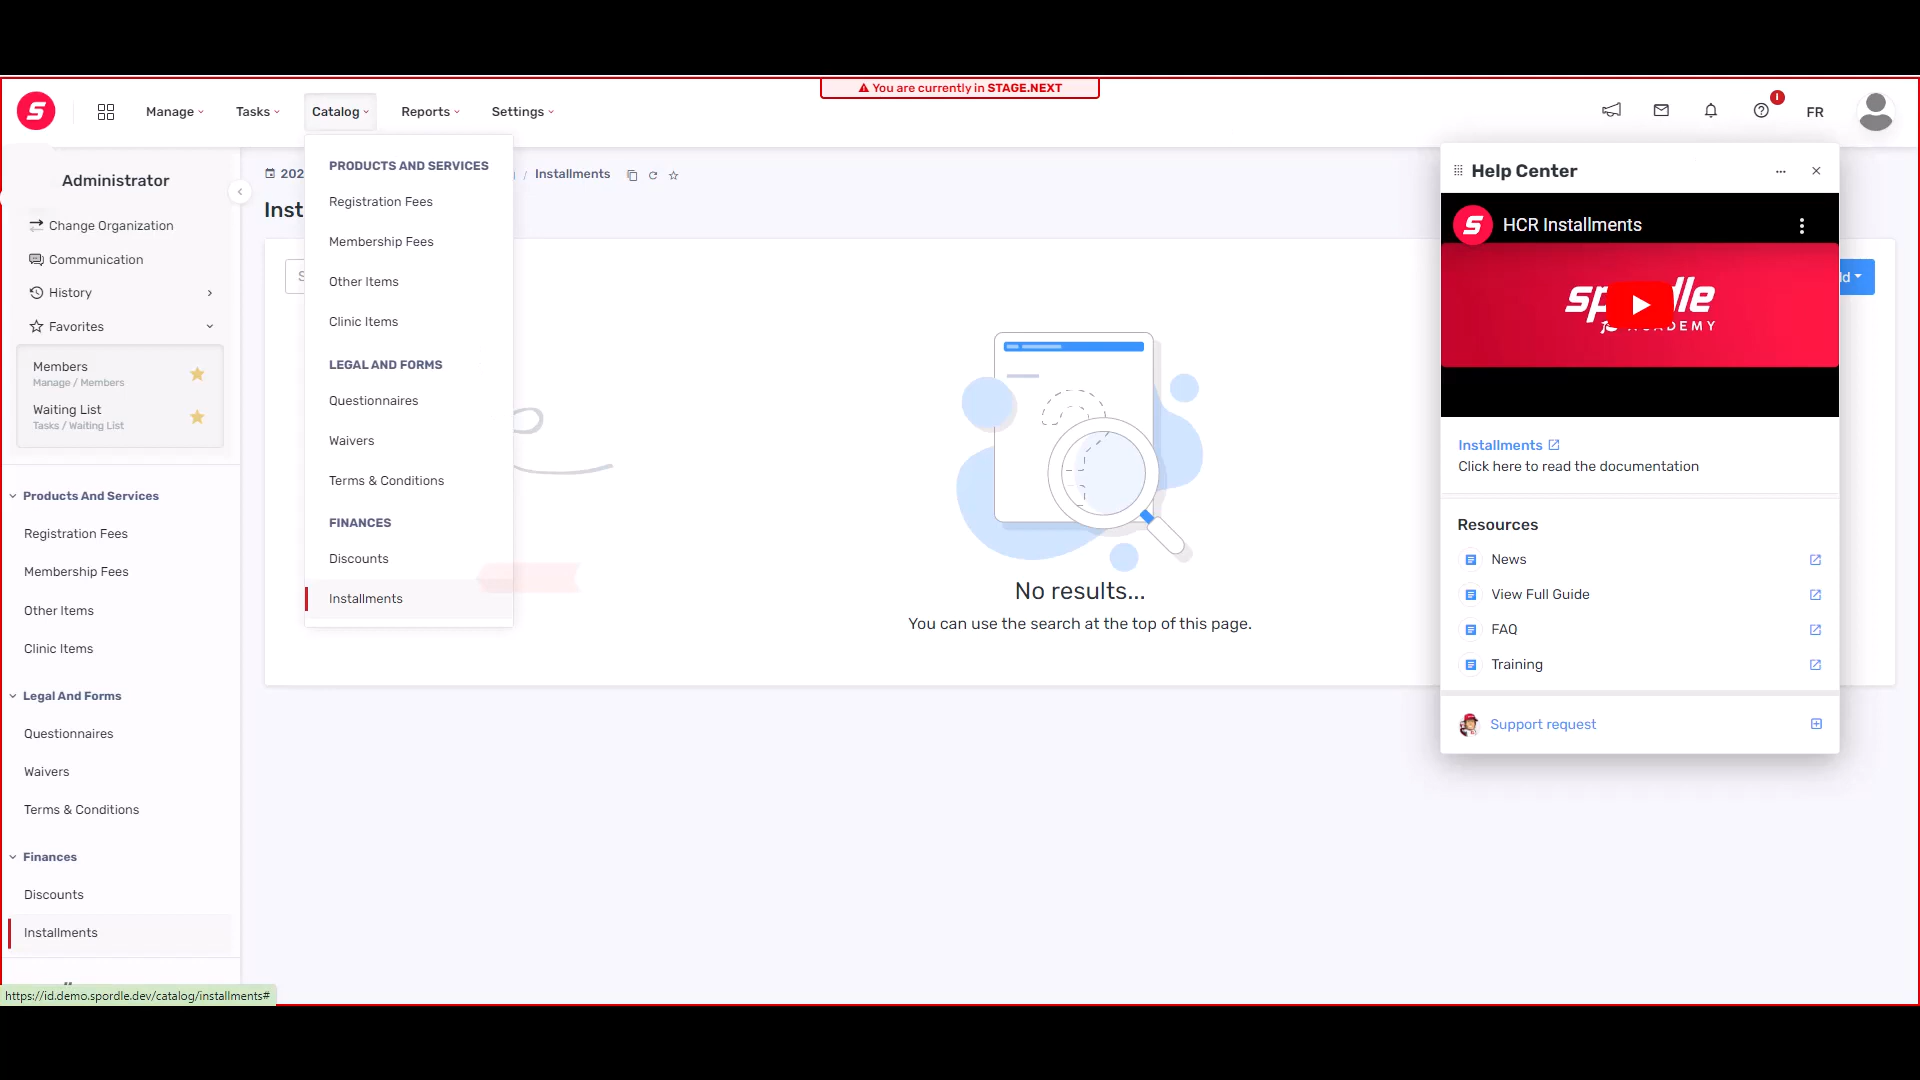 You are currently in STAGE.NEXT
Manage
Tasks
Catalog
Reports
Settings
FR
Administrator
Change Organization
Communication
History
Favorites
Members
Manage / Members
Waiting List
Tasks / Waiting List
Products And Services
Registration Fees
Membership Fees
Other Items
Clinic Items
Legal And Forms
Questionnaires
Waivers
Terms & Conditions
Finances
Discounts
Installments
https://id.demo.spordle.dev/catalog/installments#
PRODUCTS AND SERVICES
Registration Fees
Membership Fees
Other Items
Clinic Items
LEGAL AND FORMS
Questionnaires
Waivers
Terms & Conditions
FINANCES
Discounts
Installments
/ Installments
No results...
You can use the search at the top of this page.
Help Center
HCR Installments
Installments
Click here to read the documentation
Resources
News
View Full Guide
FAQ
Training
Support request